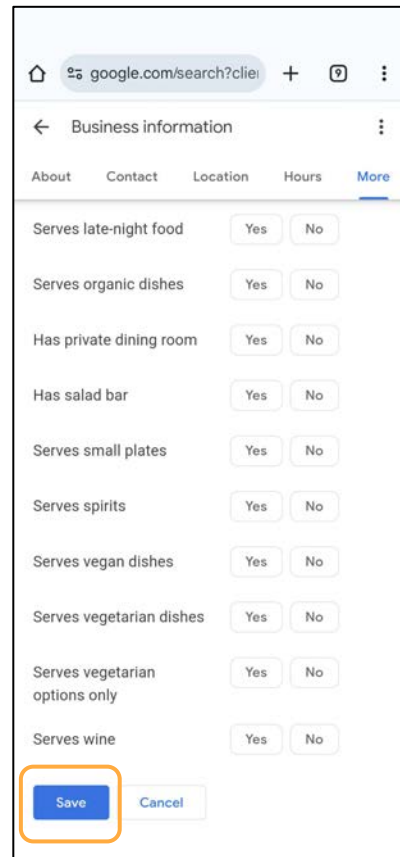 google.com/search?clie
9
Business information
About Contact Location Hours More
Serves late-night food Yes No
Serves organic dishes Yes No
Has private dining room Yes No
Has salad bar Yes No
Serves small plates Yes No
Serves spirits Yes No
Serves vegan dishes Yes No
Serves vegetarian dishes Yes No
Serves vegetarian Yes No
options only
Serves wine Yes No
Save Cancel